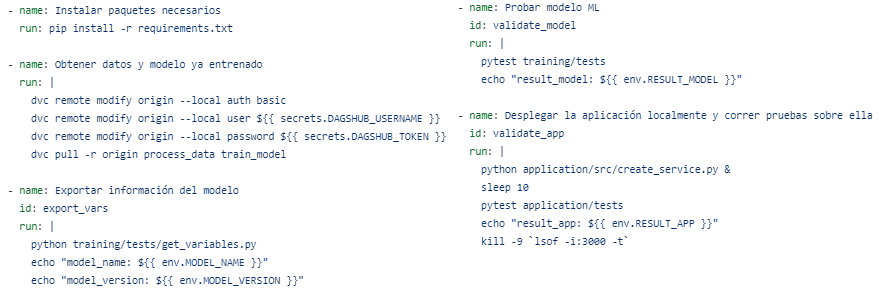 - name: Instalar paquetes necesarios
  run: pip install -r requirements.txt

- name: Obtener datos y modelo ya entrenado
  run: |
    dvc remote modify origin --local auth basic
    dvc remote modify origin --local user ${{ secrets.DAGSHUB_USERNAME }}
    dvc remote modify origin --local password ${{ secrets.DAGSHUB_TOKEN }}
    dvc pull -r origin process_data train_model

- name: Exportar información del modelo
  id: export_vars
  run: |
    python training/tests/get_variables.py
    echo "model_name: ${{ env.MODEL_NAME }}"
    echo "model_version: ${{ env.MODEL_VERSION }}"

- name: Probar modelo ML
  id: validate_model
  run: |
    pytest training/tests
    echo "result_model: ${{ env.RESULT_MODEL }}"

- name: Desplegar la aplicación localmente y correr pruebas sobre ella
  id: validate_app
  run: |
    python application/src/create_service.py &
    sleep 10
    pytest application/tests
    echo "result_app: ${{ env.RESULT_APP }}"
    kill -9 `lsof -i:3000 -t`